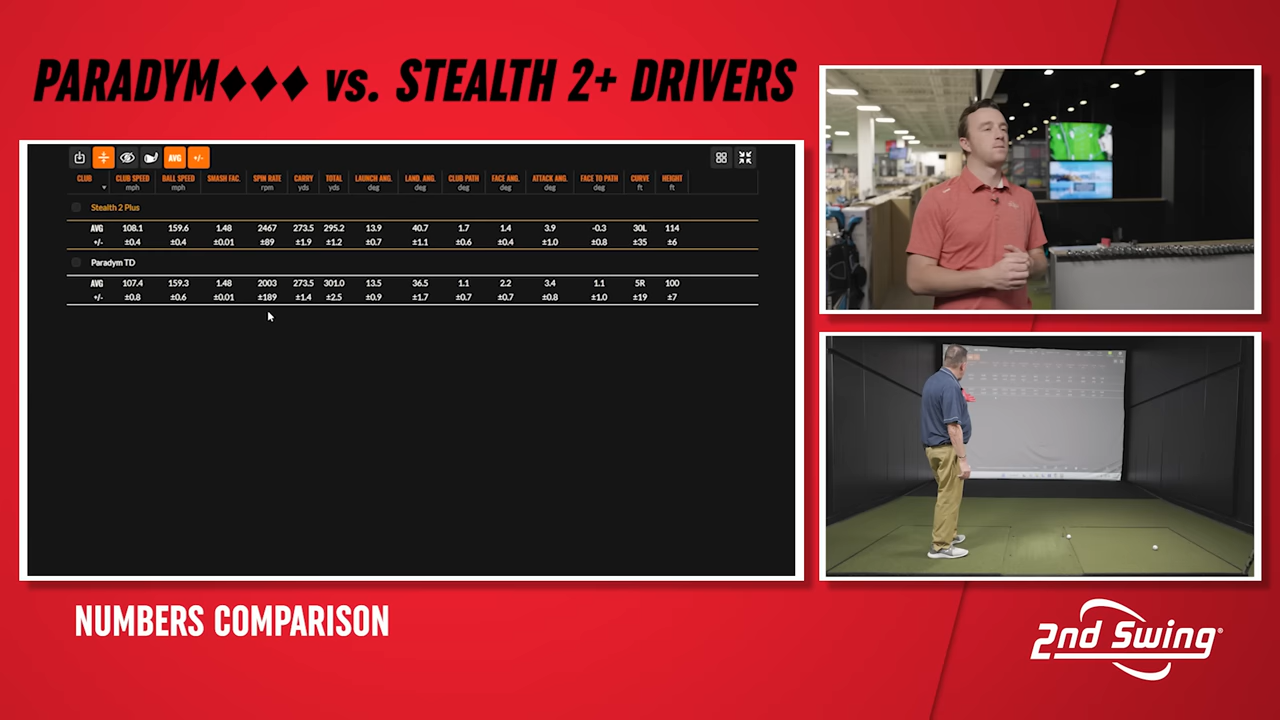 PARADYM♦♦♦ vs. STEALTH 2+ DRIVERS
AVG +/-
CLUB CLUB SPEED BALL SPEED SMASH FAC. SPIN RATE CARRY TOTAL LAUNCH ANG. LAND. ANG. CLUB PATH FACE ANG. ATTACK ANG. FACE TO PATH CURVE HEIGHT
mph mph rpm yds yds deg deg deg deg deg deg ft ft
Stealth 2 Plus
AVG 108.1 159.6 1.48 2467 273.5 295.2 13.9 40.7 1.7 1.4 3.9 -0.3 30L 114
+/- ±0.4 ±0.4 ±0.01 ±89 ±1.9 ±1.2 ±0.7 ±1.1 ±0.6 ±0.4 ±1.0 ±0.8 ±35 ±6
Paradym TD
AVG 107.4 159.3 1.48 2003 273.5 301.0 13.5 36.5 1.1 2.2 3.4 1.1 5R 100
+/- ±0.8 ±0.6 ±0.01 ±189 ±1.4 ±2.5 ±0.9 ±1.7 ±0.7 ±0.7 ±0.8 ±1.0 ±19 ±7
NUMBERS COMPARISON
2nd Swing®